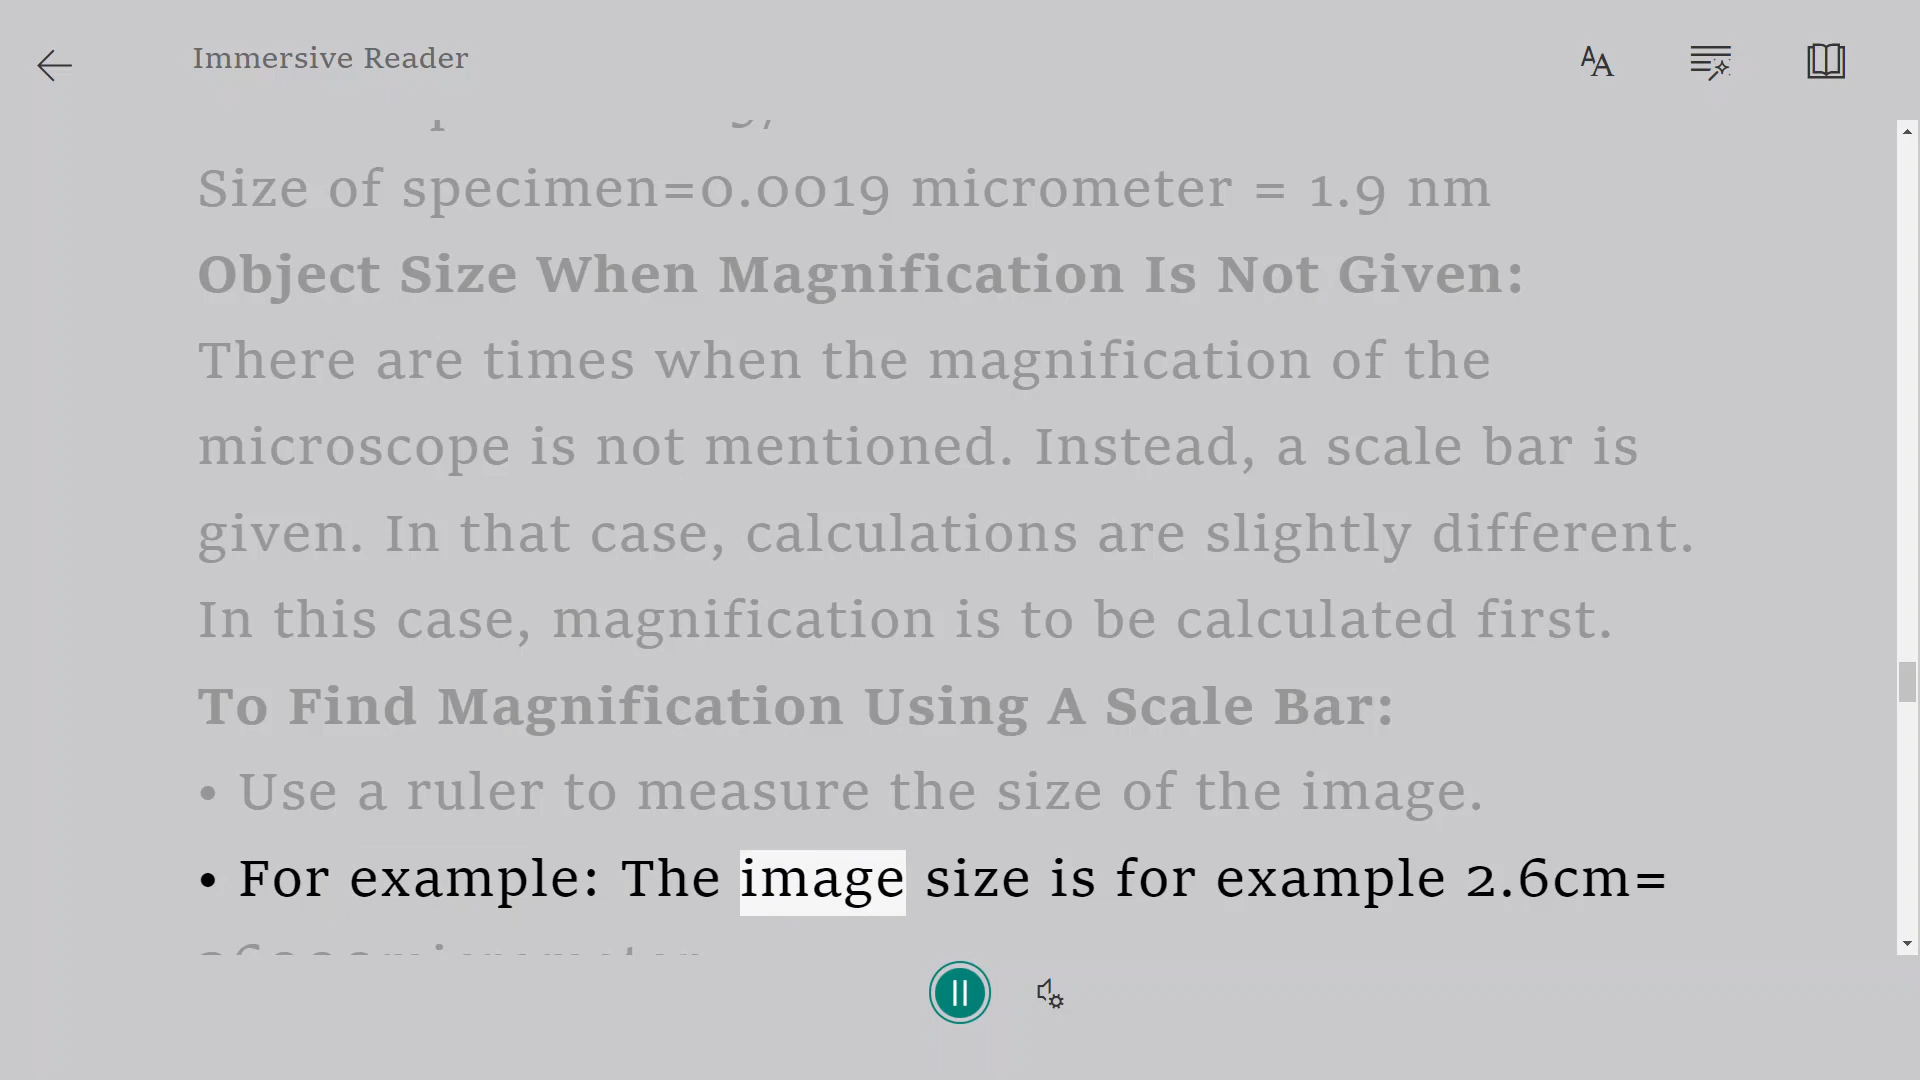 Immersive Reader
Size of specimen=0.0019 micrometer = 1.9 nm
Object Size When Magnification Is Not Given:
There are times when the magnification of the
microscope is not mentioned. Instead, a scale bar is
given. In that case, calculations are slightly different.
In this case, magnification is to be calculated first.
To Find Magnification Using A Scale Bar:
• Use a ruler to measure the size of the image.
• For example: The image size is for example 2.6cm=